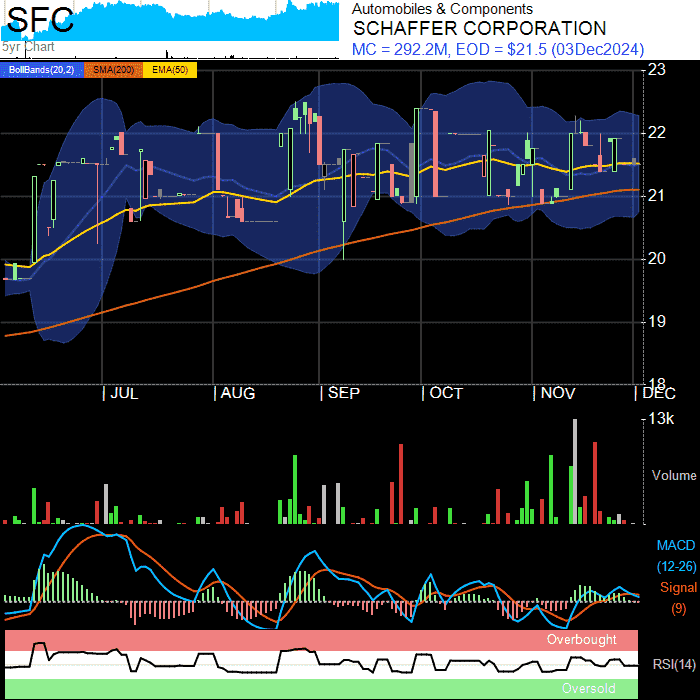 SFC
5yr Chart
Automobiles & Components
SCHAFFER CORPORATION
MC = 292.2M, EOD = $21.5 (03Dec2024)
BollBands(20,2) SMA(200) EMA(50)
23
22
21
20
19
18
JUL AUG SEP OCT NOV DEC
13k
Volume
MACD
(12-26)
Signal
(9)
Overbought
RSI(14)
Oversold